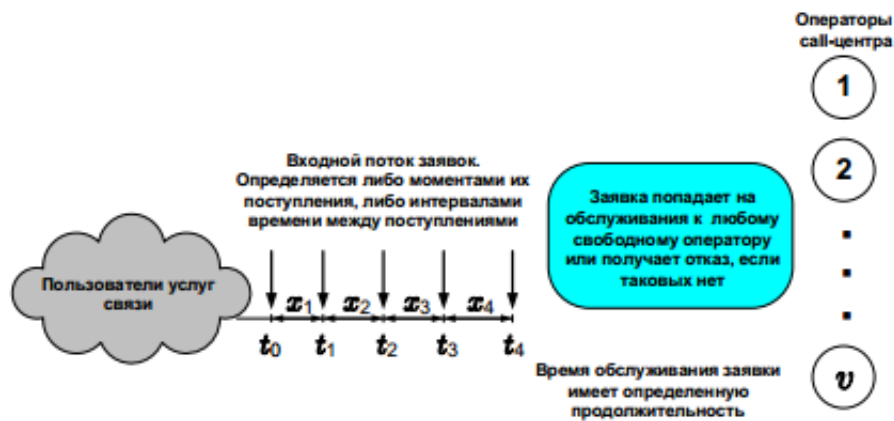 Операторы
call-центра
1
Входной поток заявок.
Определяется либо моментами их
поступления, либо интервалами
времени между поступлениями
2
Заявка попадает на
обслуживания к любому
свободному оператору
или получает отказ, если
таковых нет
Пользователи услуг
связи
x1 x2 x3 x4
t0 t1 t2 t3 t4
Время обслуживания заявки
имеет определенную
продолжительность
v